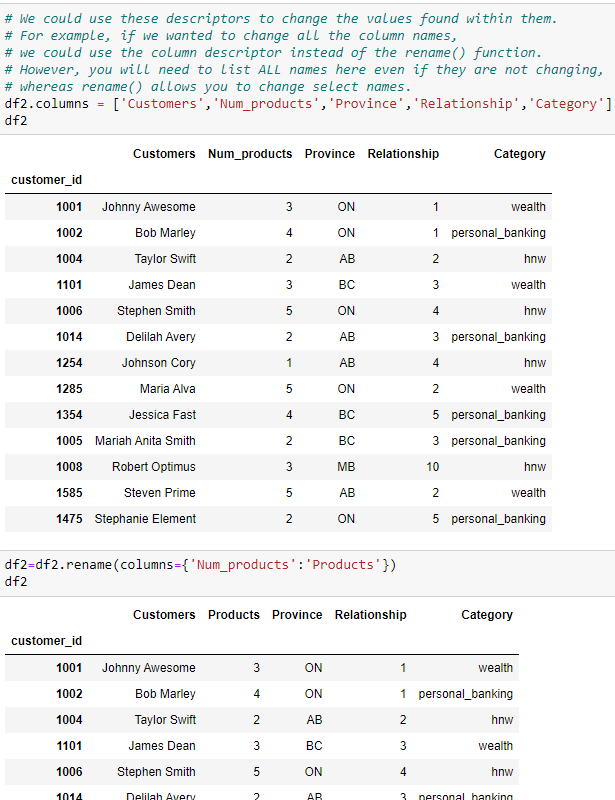 # We could use these descriptors to change the values found within them.
# For example, if we wanted to change all the column names,
# we could use the column descriptor instead of the rename() function.
# However, you will need to list ALL names here even if they are not changing,
# whereas rename() allows you to change select names.
df2.columns = ['Customers','Num_products','Province','Relationship','Category']
df2
Customers Num_products Province Relationship Category
customer_id
1001 Johnny Awesome 3 ON 1 wealth
1002 Bob Marley 4 ON 1 personal_banking
1004 Taylor Swift 2 AB 2 hnw
1101 James Dean 3 BC 3 wealth
1006 Stephen Smith 5 ON 4 hnw
1014 Delilah Avery 2 AB 3 personal_banking
1254 Johnson Cory 1 AB 4 hnw
1285 Maria Alva 5 ON 2 wealth
1354 Jessica Fast 4 BC 5 personal_banking
1005 Mariah Anita Smith 2 BC 3 personal_banking
1008 Robert Optimus 3 MB 10 hnw
1585 Steven Prime 5 AB 2 wealth
1475 Stephanie Element 2 ON 5 personal_banking
df2=df2.rename(columns={'Num_products':'Products'})
df2
Customers Products Province Relationship Category
customer_id
1001 Johnny Awesome 3 ON 1 wealth
1002 Bob Marley 4 ON 1 personal_banking
1004 Taylor Swift 2 AB 2 hnw
1101 James Dean 3 BC 3 wealth
1006 Stephen Smith 5 ON 4 hnw
1014 Delilah Avery 2 AB 3 personal_banking